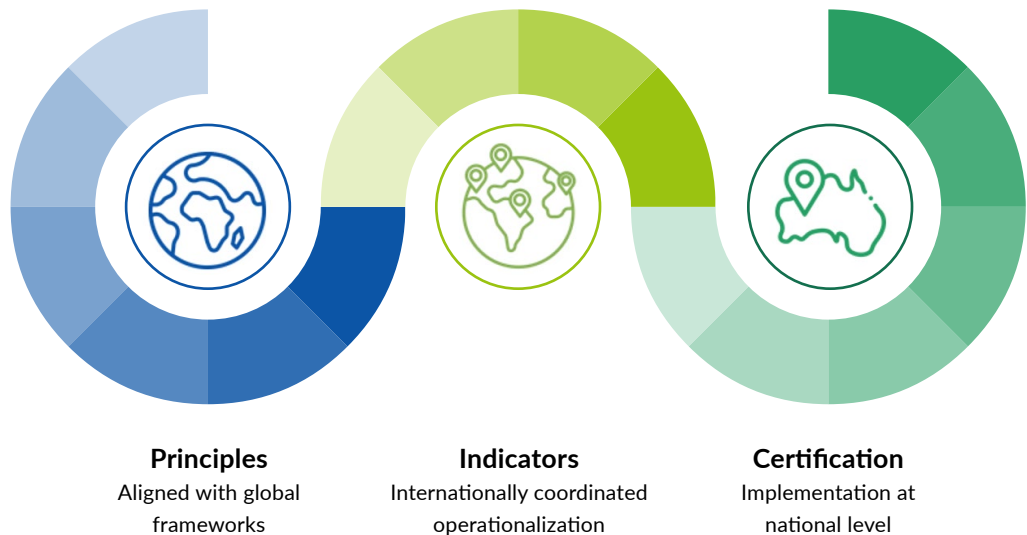 Principles
Aligned with global
frameworks
Indicators
Internationally coordinated
operationalization
Certification
Implementation at
national level